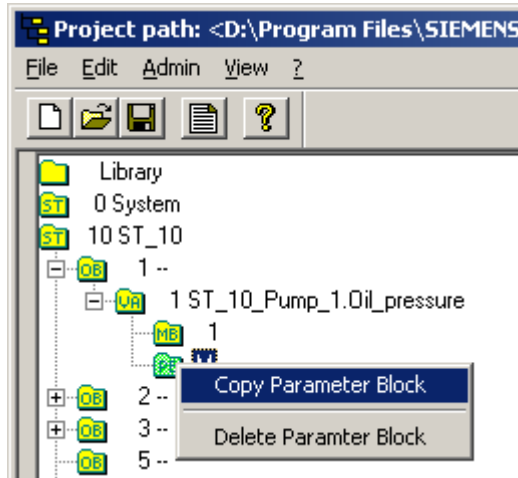 Project path: <D:\Program Files\SIEMENS
File Edit Admin View ?
Library
ST 0 System
ST 10 ST_10
OB 1 --
VA 1 ST_10_Pump_1.Oil_pressure
MB 1
Copy Parameter Block
OB 2 --
OB 3 --
Delete Paramter Block
OB 5 --